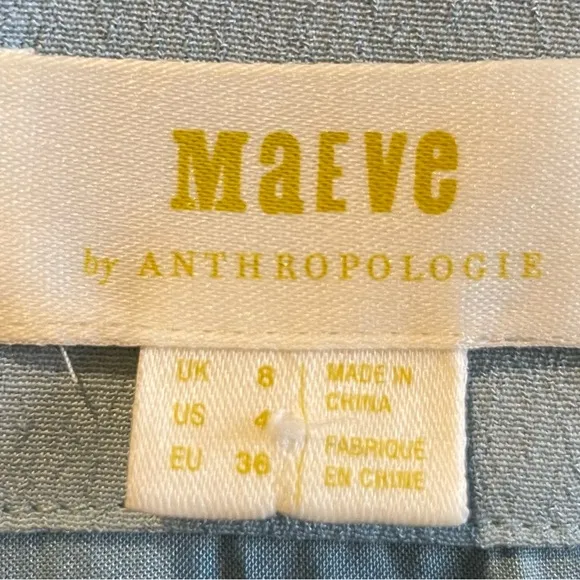 MaEve
by ANTHROPOLOGIE
UK 8
US 4
EU 36
MADE IN
CHINA
FABRIQUÉ
EN CHINE